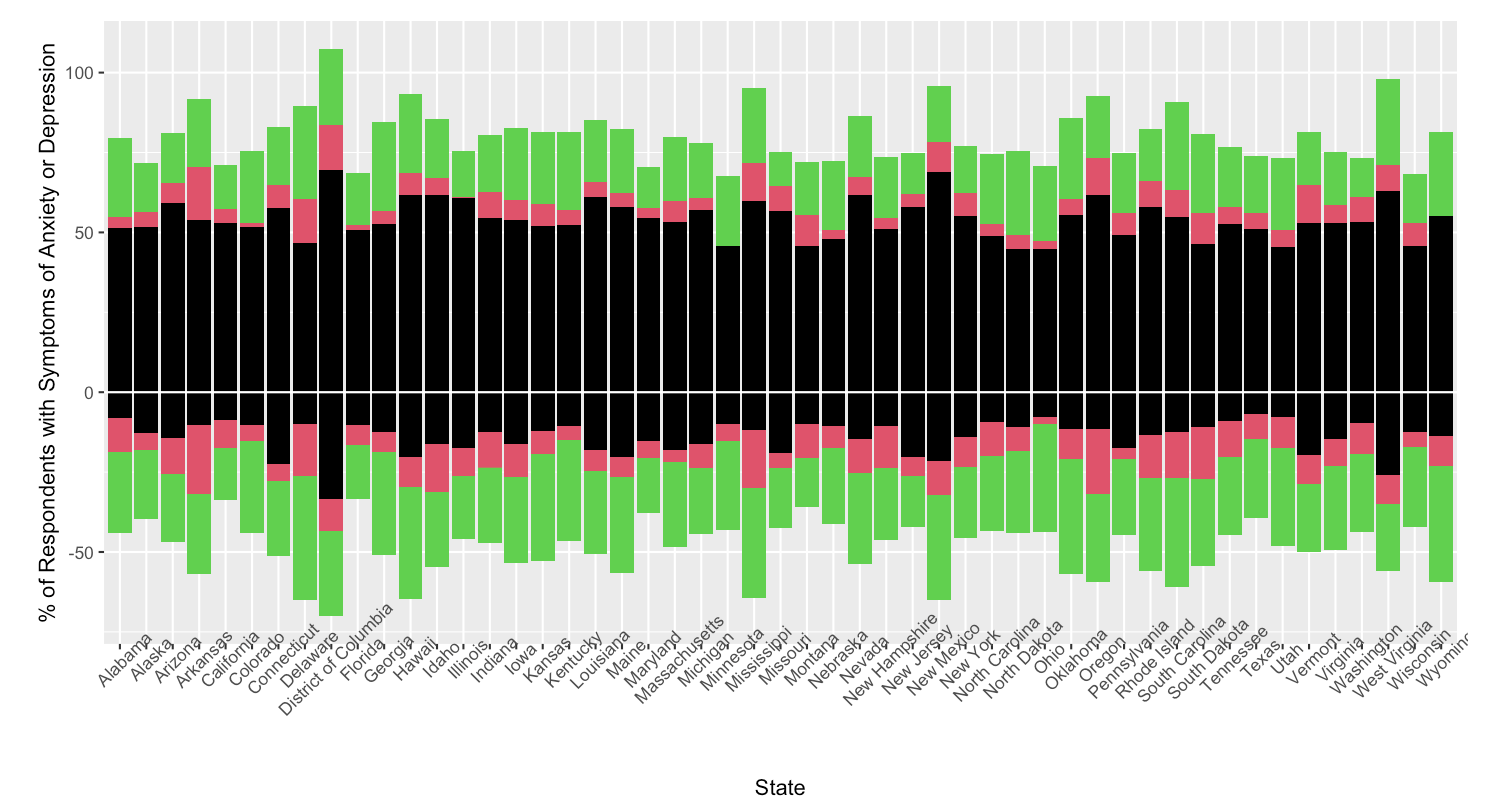 % of Respondents with Symptoms of Anxiety or Depression
100
50
0
-50
Alabama
Alaska
Arizona
Arkansas
California
Colorado
Connecticut
Delaware
District of Columbia
Florida
Georgia
Hawaii
Idaho
Illinois
Indiana
Iowa
Kansas
Kentucky
Louisiana
Maine
Maryland
Massachusetts
Michigan
Minnesota
Mississippi
Missouri
Montana
Nebraska
Nevada
New Hampshire
New Jersey
New Mexico
New York
North Carolina
North Dakota
Ohio
Oklahoma
Oregon
Pennsylvania
Rhode Island
South Carolina
South Dakota
Tennessee
Texas
Utah
Vermont
Virginia
Washington
West Virginia
Wisconsin
Wyoming
State